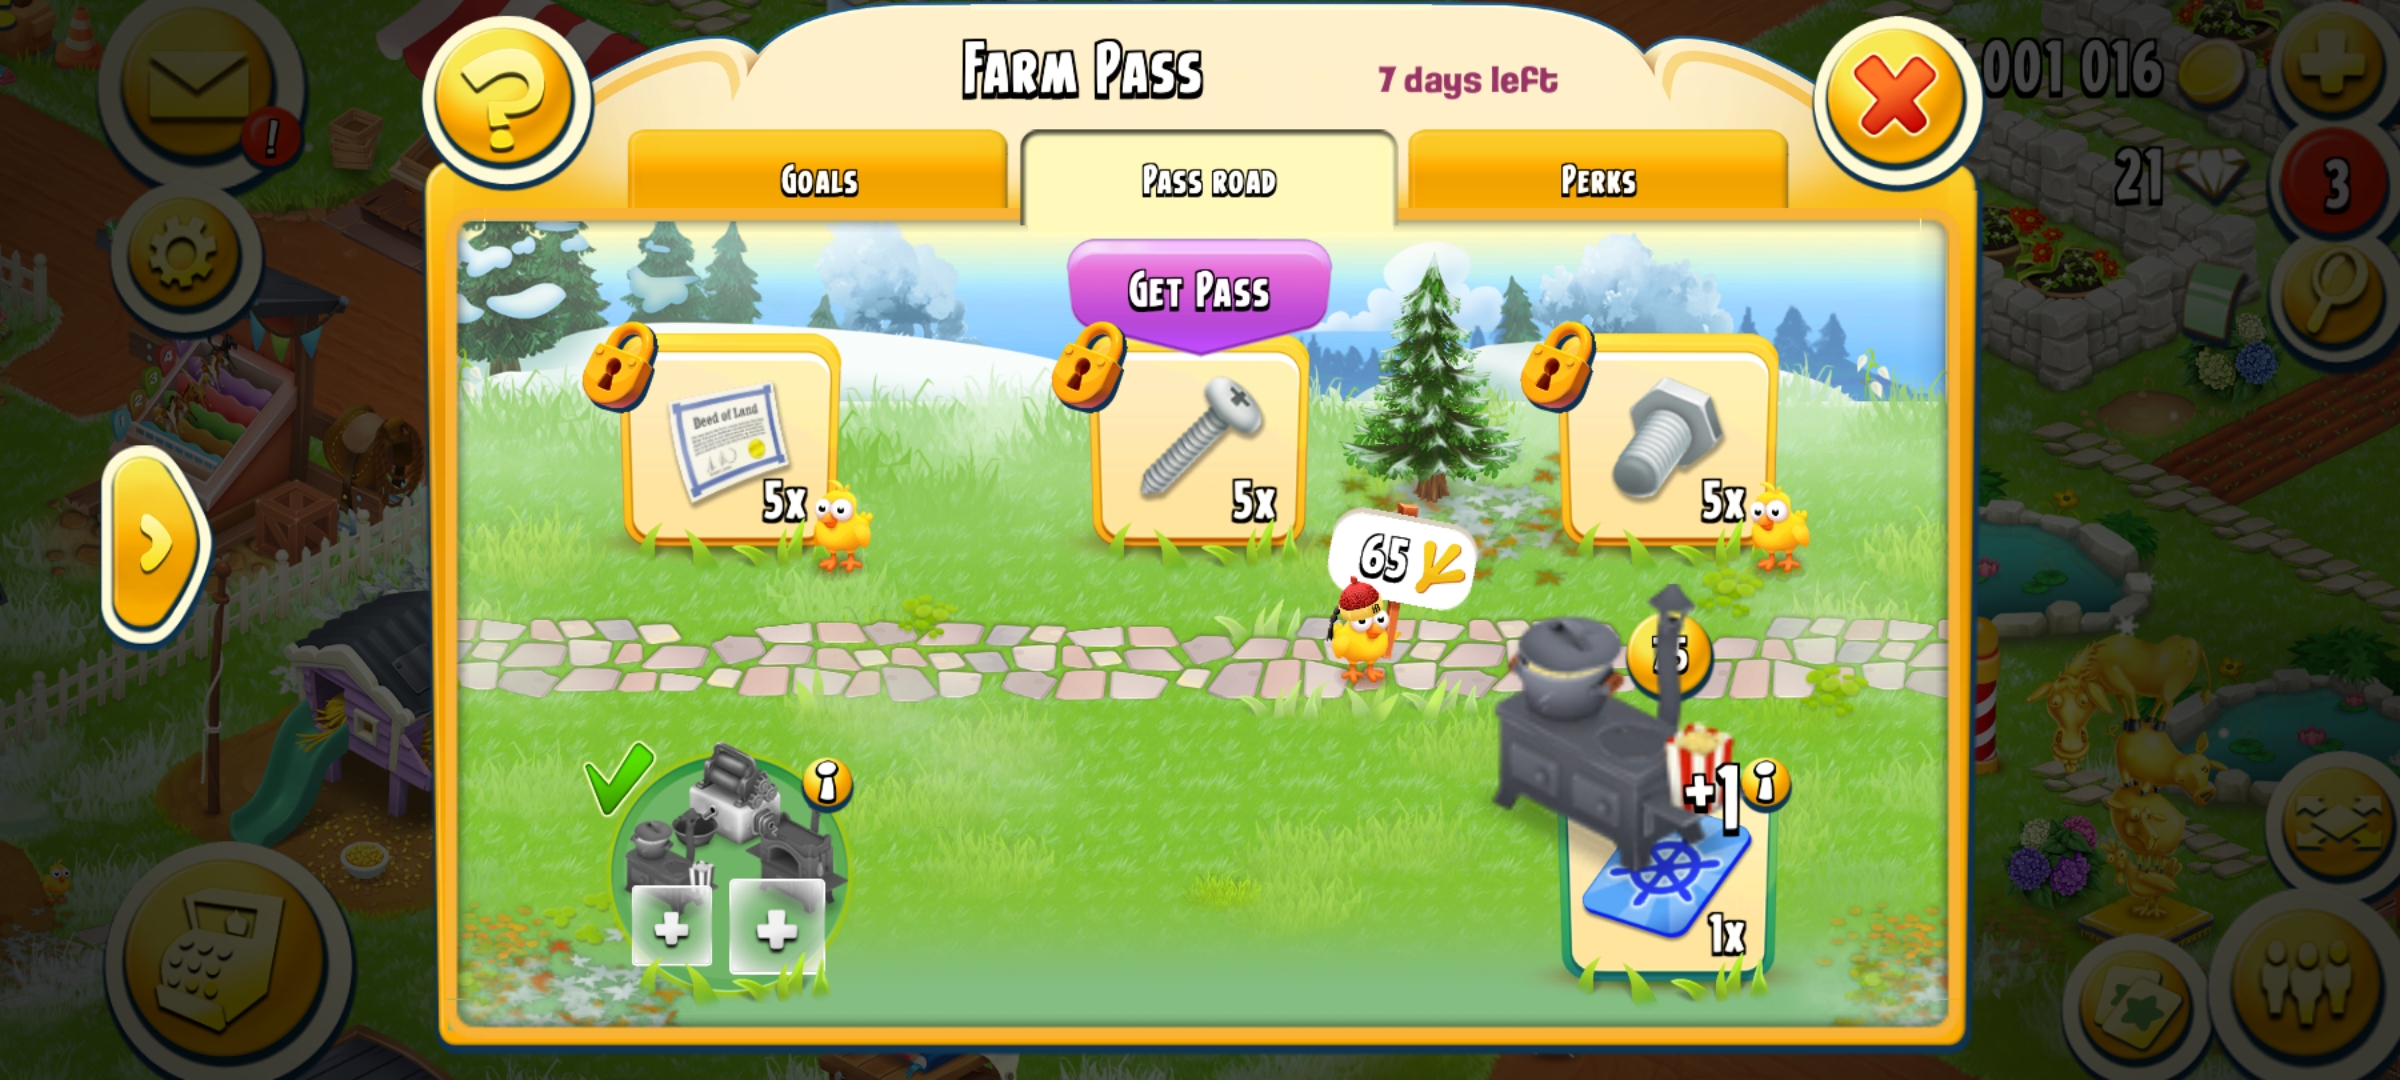 FARM PASS
7 days left
001 016
21
3
GOALS
PASS ROAD
PERKS
GET PASS
Deed of Land
5x
5x
5x
65
75
+1
1x